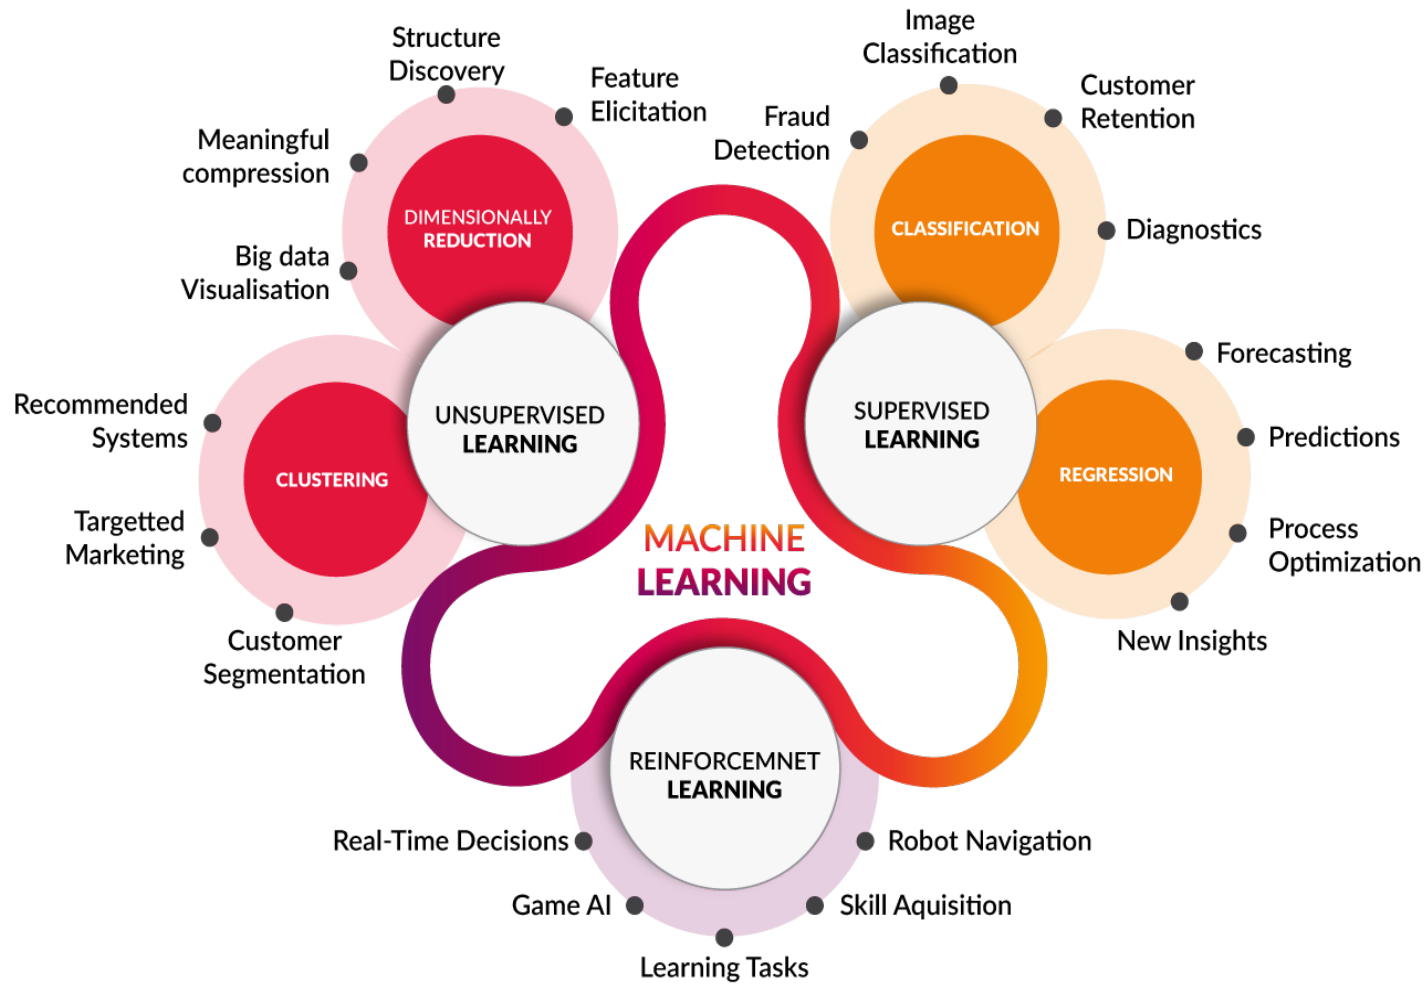 Structure
Discovery
Feature
Elicitation
Meaningful
compression
Big data
Visualisation
DIMENSIONALLY
REDUCTION
Recommended
Systems
Targetted
Marketing
Customer
Segmentation
CLUSTERING
UNSUPERVISED
LEARNING
Image
Classification
Customer
Retention
Fraud
Detection
Diagnostics
CLASSIFICATION
SUPERVISED
LEARNING
Forecasting
Predictions
Process
Optimization
New Insights
REGRESSION
MACHINE
LEARNING
REINFORCEMNET
LEARNING
Real-Time Decisions
Game AI
Learning Tasks
Skill Aquisition
Robot Navigation